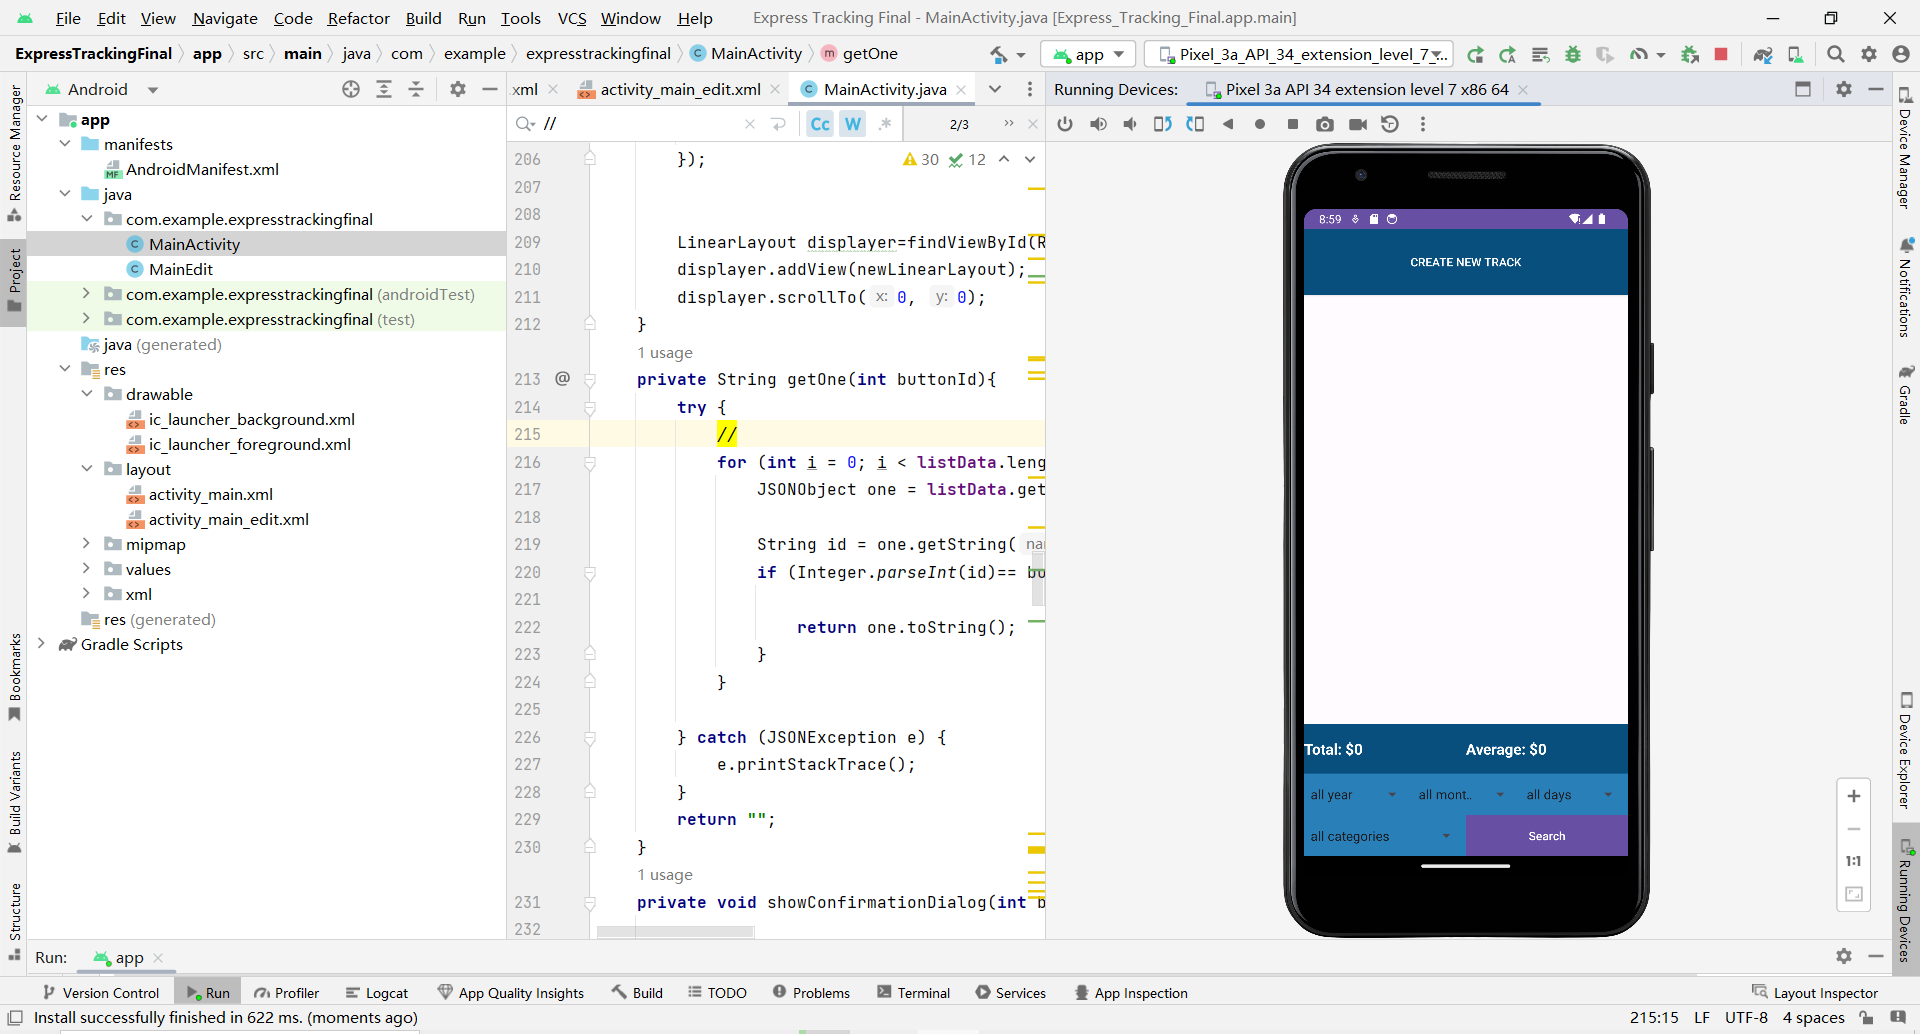 File Edit View Navigate Code Refactor Build Run Tools VCS Window Help Express Tracking Final - MainActivity.java [Express_Tracking_Final.app.main]
ExpressTrackingFinal app src main java com example expresstrackingfinal MainActivity getOne app Pixel_3a_API_34_extension_level_7_...
Android
.xml activity_main_edit.xml MainActivity.java
Running Devices: Pixel 3a API 34 extension level 7 x86 64
// Cc W .* 2/3
app
manifests
AndroidManifest.xml
java
com.example.expresstrackingfinal
MainActivity
MainEdit
com.example.expresstrackingfinal (androidTest)
com.example.expresstrackingfinal (test)
java (generated)
res
drawable
ic_launcher_background.xml
ic_launcher_foreground.xml
layout
activity_main.xml
activity_main_edit.xml
mipmap
values
xml
res (generated)
Gradle Scripts
Resource Manager
Project
Bookmarks
Build Variants
Structure
30 12
206 });
207
208
209 LinearLayout displayer=findViewById(R
210 displayer.addView(newLinearLayout);
211 displayer.scrollTo( x: 0, y: 0);
212 }
1 usage
213 @ private String getOne(int buttonId){
214 try {
215 //
216 for (int i = 0; i < listData.leng
217 JSONObject one = listData.get
218
219 String id = one.getString( nar
220 if (Integer.parseInt(id)== bu
221
222 return one.toString();
223 }
224 }
225
226 } catch (JSONException e) {
227 e.printStackTrace();
228 }
229 return "";
230 }
1 usage
231 private void showConfirmationDialog(int b
232
8:59
CREATE NEW TRACK
Total: $0 Average: $0
all year all mont.. all days
all categories Search
1:1
Device Manager
Notifications
Gradle
Device Explorer
Running Devices
Run: app
Version Control Run Profiler Logcat App Quality Insights Build TODO Problems Terminal Services App Inspection Layout Inspector
Install successfully finished in 622 ms. (moments ago) 215:15 LF UTF-8 4 spaces